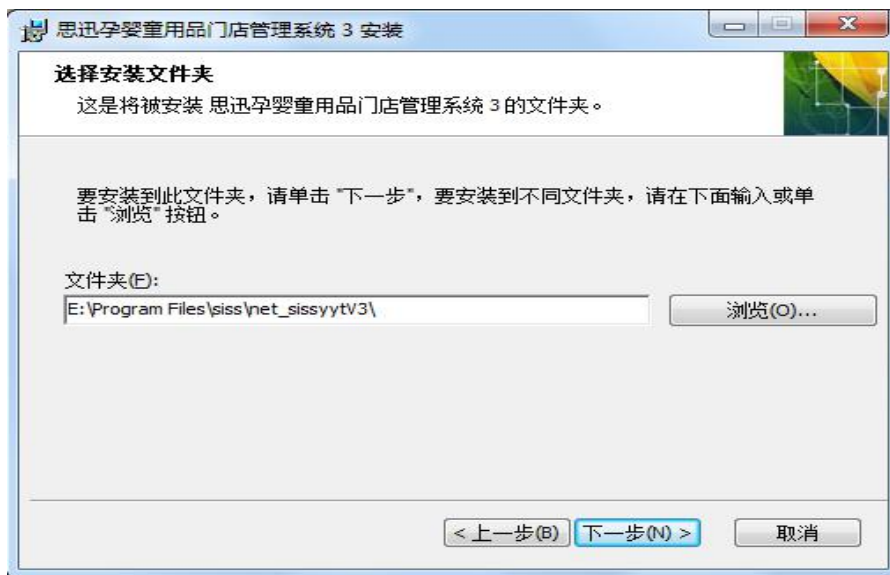 思迅孕婴童用品门店管理系统 3 安装
选择安装文件夹
这是将被安装 思迅孕婴童用品门店管理系统 3 的文件夹。
要安装到此文件夹，请单击 "下一步"，要安装到不同文件夹，请在下面输入或单
击 "浏览" 按钮。
文件夹(F):
E:\Program Files\siss\net_sissyytV3\
浏览(O)...
< 上一步(B) 下一步(N) > 取消